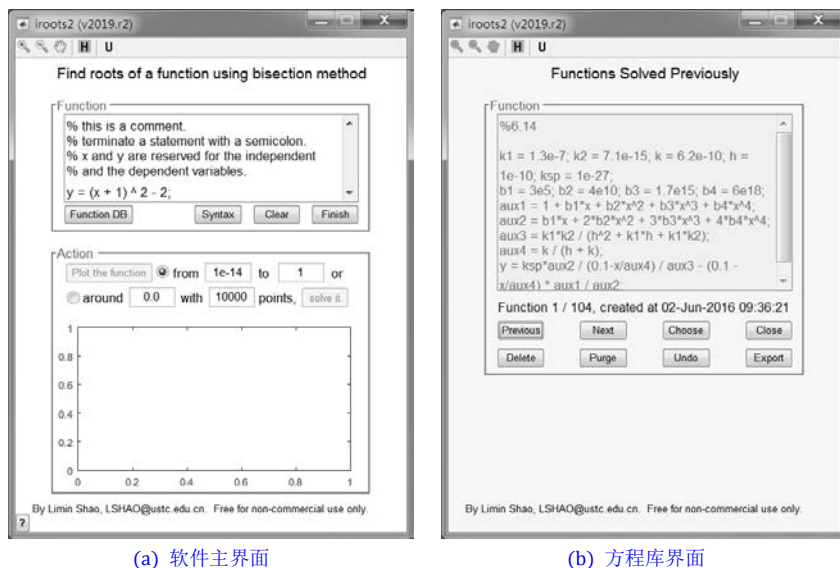 iroots2 (v2019.r2)
H U
Find roots of a function using bisection method
Function
% this is a comment.
% terminate a statement with a semicolon.
% x and y are reserved for the independent
% and the dependent variables.
y = (x + 1) ^ 2 - 2;
Function DB Syntax Clear Finish
Action
Plot the function from 1e-14 to 1 or
around 0.0 with 10000 points, solve it
1
0.8
0.6
0.4
0.2
0
0 0.2 0.4 0.6 0.8 1
By Limin Shao, LSHAO@ustc.edu.cn. Free for non-commercial use only.
?
(a) 软件主界面
iroots2 (v2019.r2)
H U
Functions Solved Previously
Function
%6.14
k1 = 1.3e-7; k2 = 7.1e-15; k = 6.2e-10; h =
1e-10; ksp = 1e-27;
b1 = 3e5; b2 = 4e10; b3 = 1.7e15; b4 = 6e18;
aux1 = 1 + b1*x + b2*x^2 + b3*x^3 + b4*x^4;
aux2 = b1*x + 2*b2*x^2 + 3*b3*x^3 + 4*b4*x^4;
aux3 = k1*k2 / (h^2 + k1*h + k1*k2);
aux4 = k / (h + k);
y = ksp*aux2 / (0.1-x/aux4) / aux3 - (0.1 -
x/aux4) * aux1 / aux2;
Function 1 / 104, created at 02-Jun-2016 09:36:21
Previous Next Choose Close
Delete Purge Undo Export
By Limin Shao, LSHAO@ustc.edu.cn. Free for non-commercial use only.
(b) 方程库界面